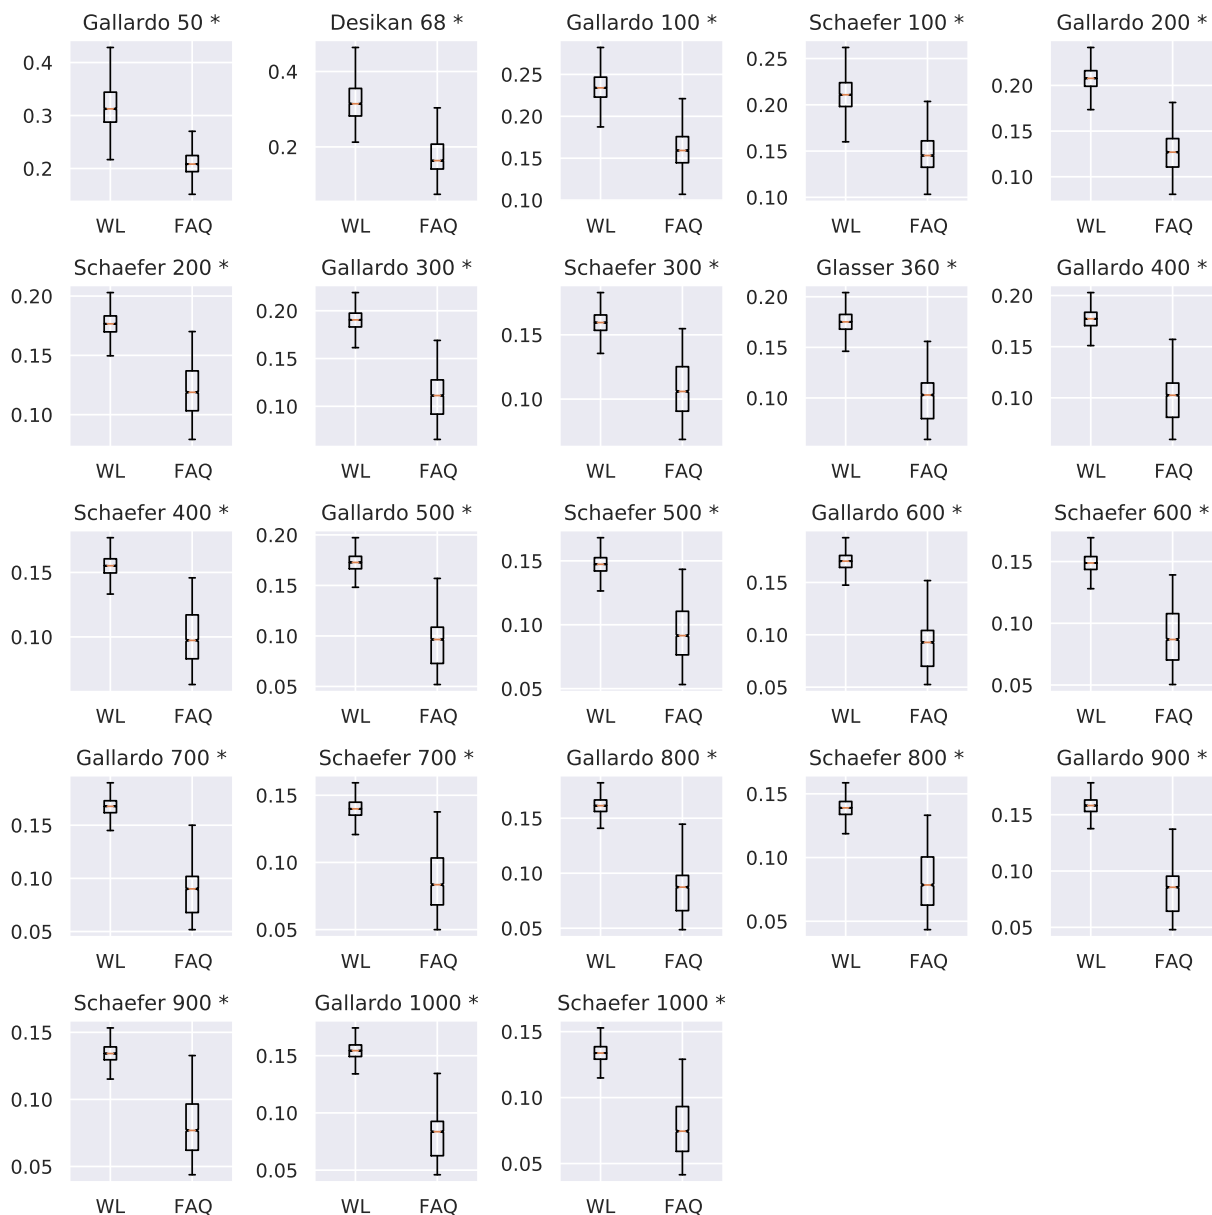 Gallardo 50 * Desikan 68 * Gallardo 100 * Schaefer 100 * Gallardo 200 *
0.4 0.3 0.2 0.4 0.2 0.25 0.20 0.15 0.10 0.25 0.20 0.15 0.10 0.20 0.15 0.10
WL FAQ WL FAQ WL FAQ WL FAQ WL FAQ
Schaefer 200 * Gallardo 300 * Schaefer 300 * Glasser 360 * Gallardo 400 *
0.20 0.15 0.10 0.20 0.15 0.10 0.15 0.10 0.20 0.15 0.10 0.20 0.15 0.10
WL FAQ WL FAQ WL FAQ WL FAQ WL FAQ
Schaefer 400 * Gallardo 500 * Schaefer 500 * Gallardo 600 * Schaefer 600 *
0.15 0.10 0.20 0.15 0.10 0.05 0.15 0.10 0.05 0.15 0.10 0.05 0.15 0.10 0.05
WL FAQ WL FAQ WL FAQ WL FAQ WL FAQ
Gallardo 700 * Schaefer 700 * Gallardo 800 * Schaefer 800 * Gallardo 900 *
0.15 0.10 0.05 0.15 0.10 0.05 0.15 0.10 0.05 0.15 0.10 0.05 0.15 0.10 0.05
WL FAQ WL FAQ WL FAQ WL FAQ WL FAQ
Schaefer 900 * Gallardo 1000 * Schaefer 1000 *
0.15 0.10 0.05 0.15 0.10 0.05 0.15 0.10 0.05
WL FAQ WL FAQ WL FAQ